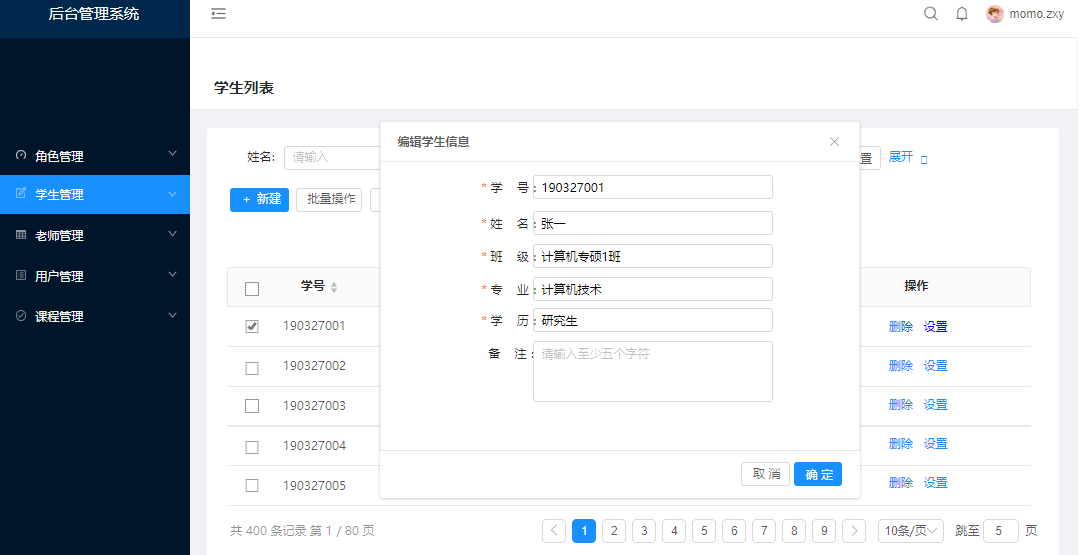 后台管理系统
momo.zxy
学生列表
角色管理
学生管理
老师管理
用户管理
课程管理
姓名: 请输入
置 展开
+ 新建 批量操作
学号 操作
190327001 删除 设置
190327002 删除 设置
190327003 删除 设置
190327004 删除 设置
190327005 删除 设置
编辑学生信息
* 学 号: 190327001
* 姓 名: 张一
* 班 级: 计算机专硕1班
* 专 业: 计算机技术
* 学 历: 研究生
备 注: 请输入至少五个字符
取 消 确 定
共 400 条记录 第 1 / 80 页 1 2 3 4 5 6 7 8 9 10条/页 跳至 5 页